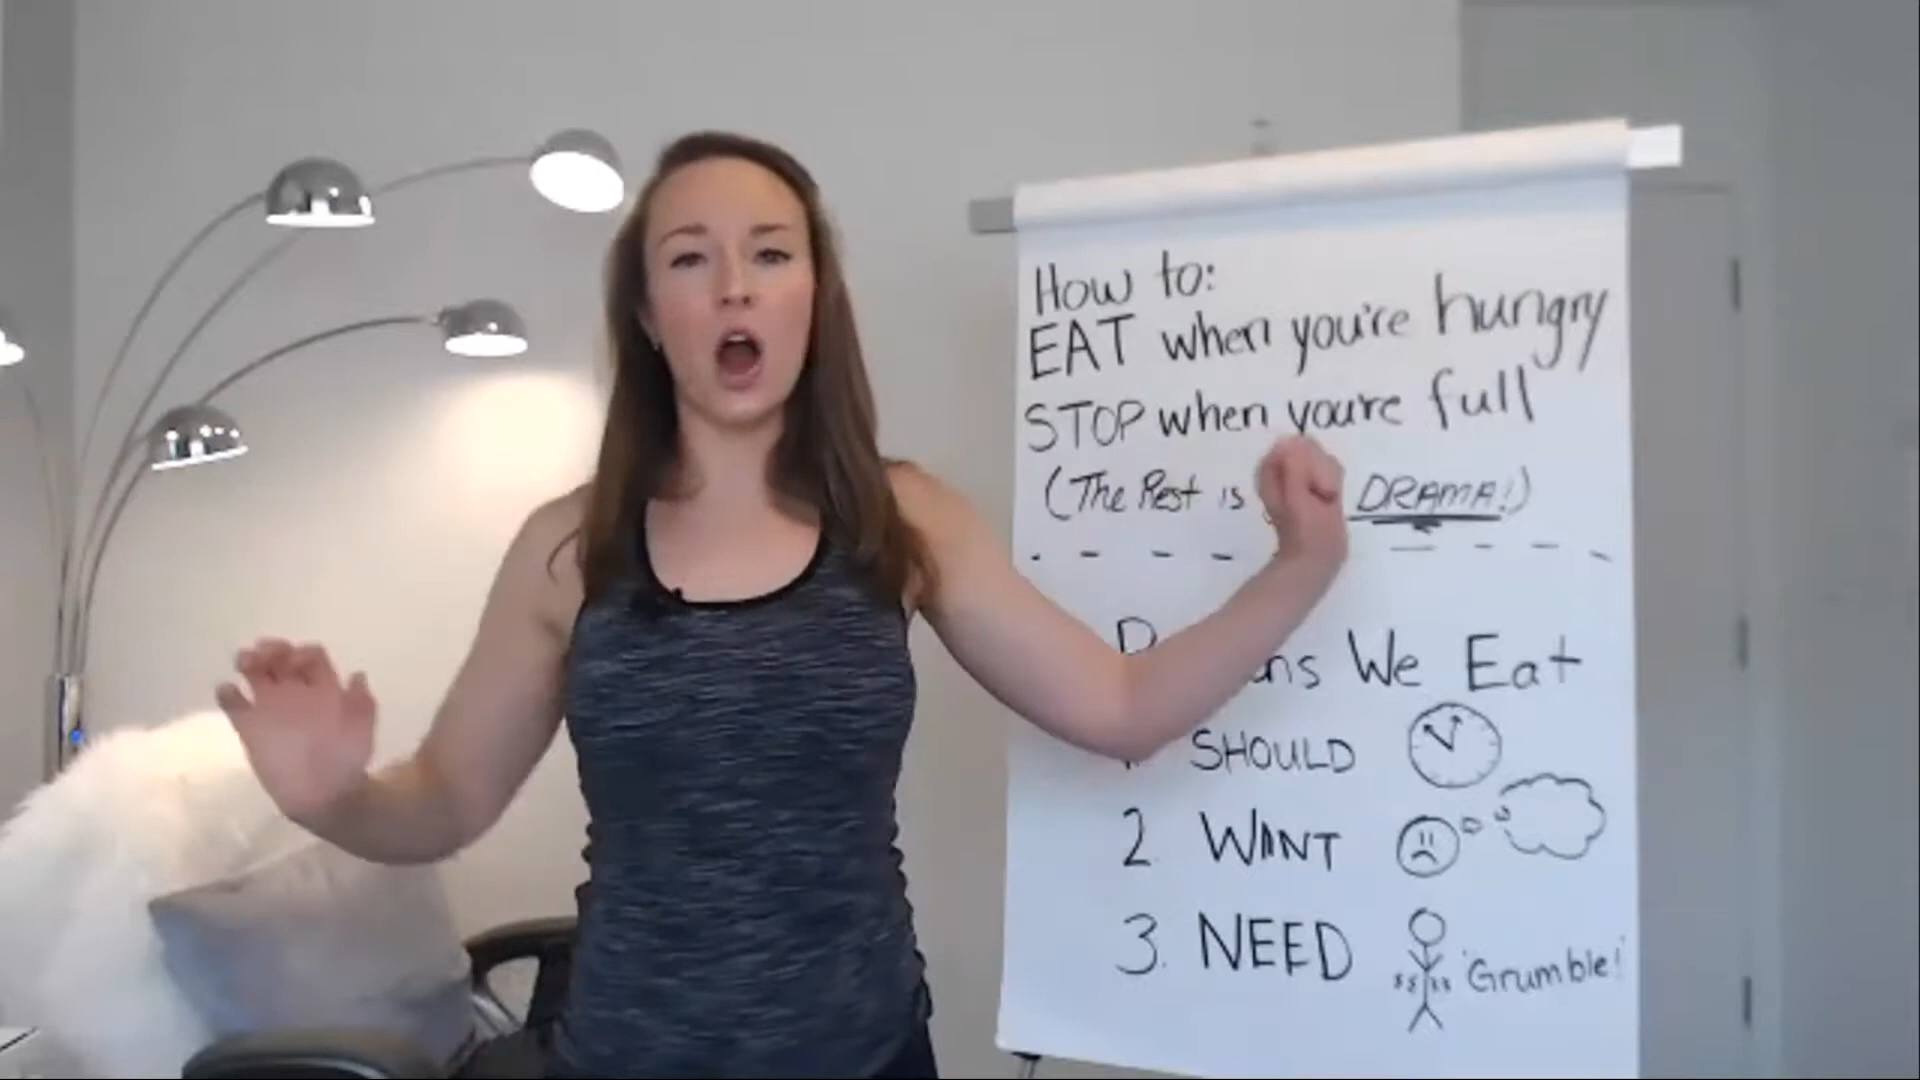 How to:
EAT when you're hungry
STOP when you're full
(The Rest is DRAMA!)
We Eat
SHOULD
2. WANT
3. NEED 'Grumble!'